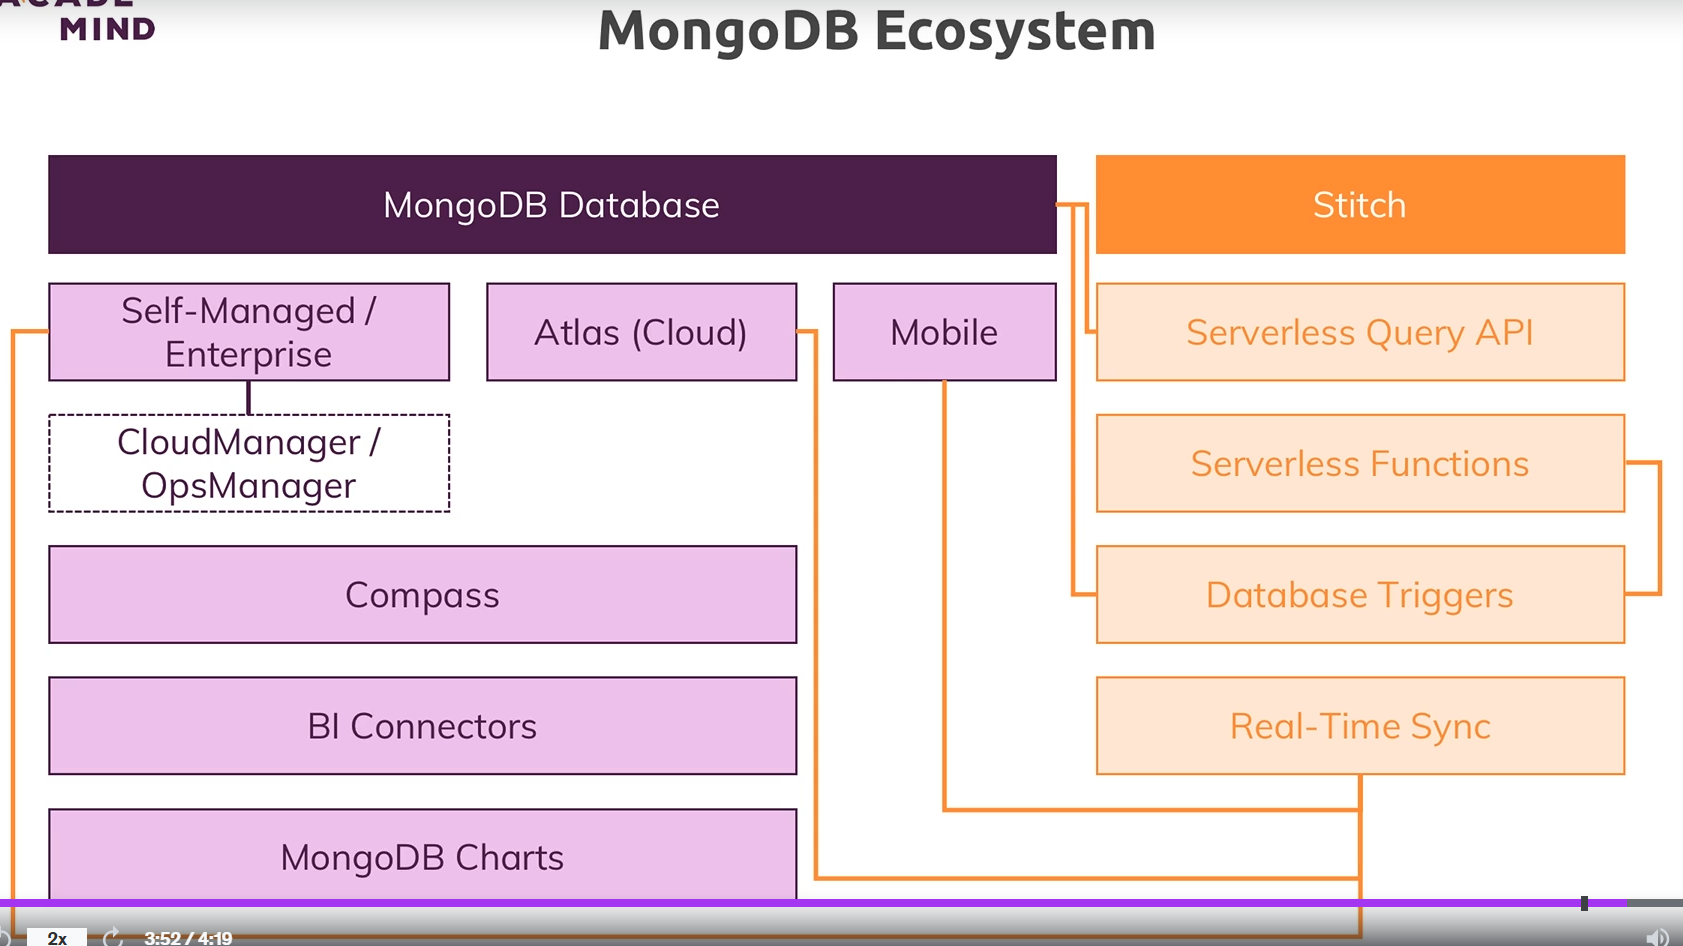 ACADE
MIND
MongoDB Ecosystem
MongoDB Database
Stitch
Self-Managed /
Enterprise
Atlas (Cloud)
Mobile
Serverless Query API
CloudManager /
OpsManager
Serverless Functions
Compass
Database Triggers
BI Connectors
Real-Time Sync
MongoDB Charts
2x
3:52 / 4:19